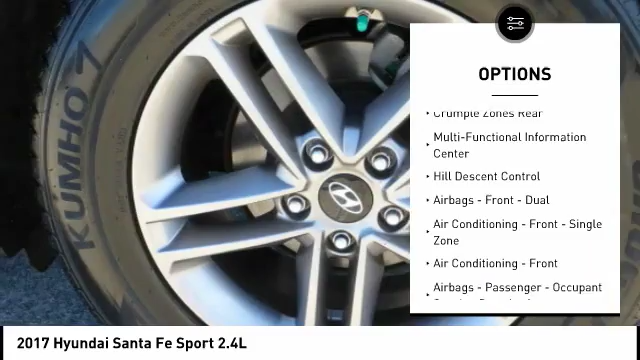 KUMHO
OPTIONS
Crumple Zones Rear
Multi-Functional Information
Center
Hill Descent Control
Airbags - Front - Dual
Air Conditioning - Front - Single
Zone
Air Conditioning - Front
Airbags - Passenger - Occupant
2017 Hyundai Santa Fe Sport 2.4L